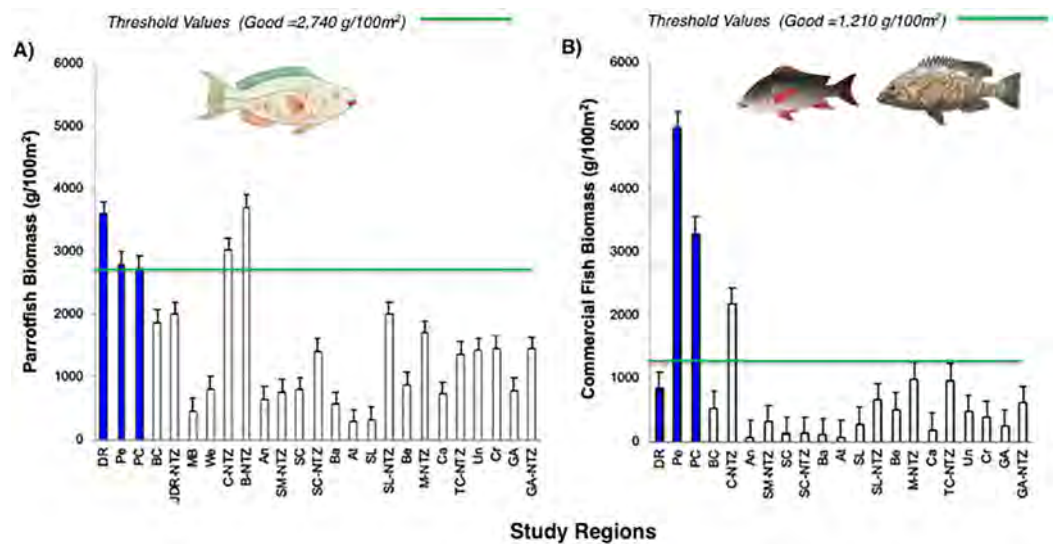 Threshold Values (Good =2,740 g/100m²)
A)
6000
5000
4000
3000
2000
1000
0
Parrotfish Biomass (g/100m²)
DR
Pe
PC
BC
JDR-NTZ
MB
We
C-NTZ
B-NTZ
An
SM-NTZ
SC
SC-NTZ
Ba
At
SL
SL-NTZ
Be
M-NTZ
Ca
TC-NTZ
Un
Cr
GA
GA-NTZ
Threshold Values (Good =1,210 g/100m²)
B)
6000
5000
4000
3000
2000
1000
0
Commercial Fish Biomass (g/100m²)
DR
Pe
PC
BC
C-NTZ
An
SM-NTZ
SC
SC-NTZ
Ba
At
SL
SL-NTZ
Be
M-NTZ
Ca
TC-NTZ
Un
Cr
GA
GA-NTZ
Study Regions